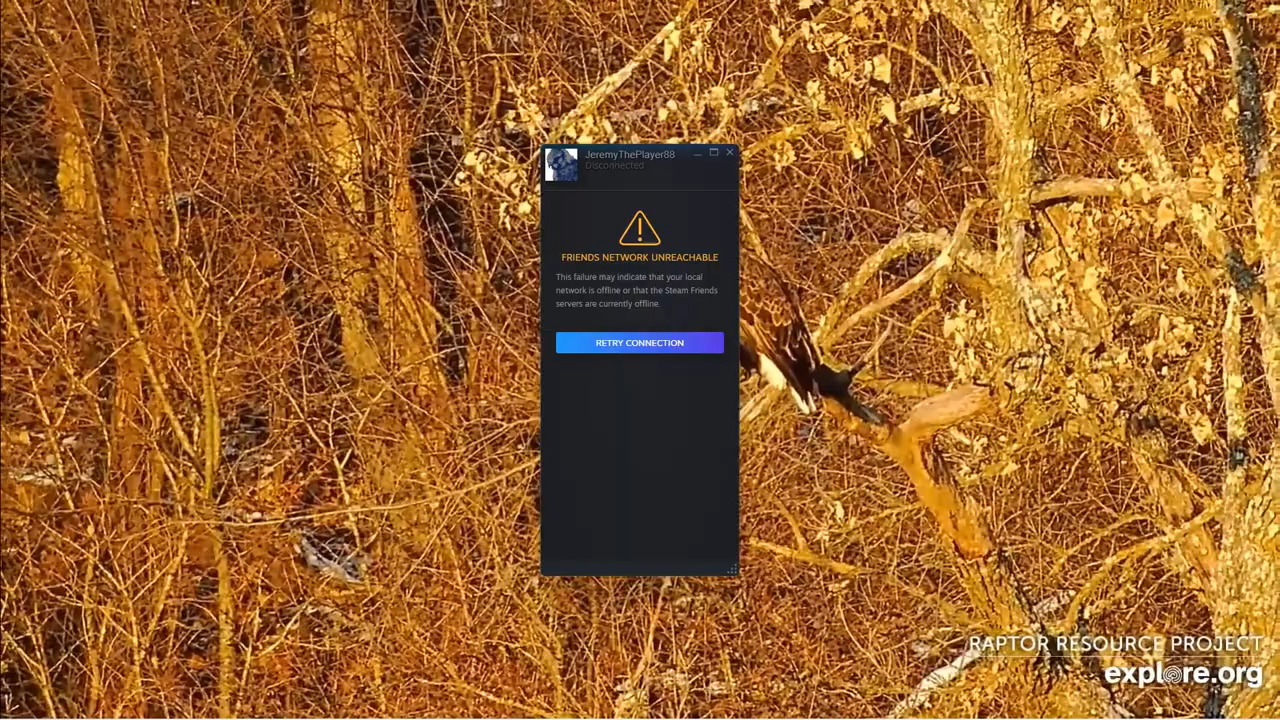 JeremyThePlayer88
Disconnected
FRIENDS NETWORK UNREACHABLE
This failure may indicate that your local
network is offline or that the Steam Friends
servers are currently offline.
RETRY CONNECTION
RAPTOR RESOURCE PROJECT
explore.org